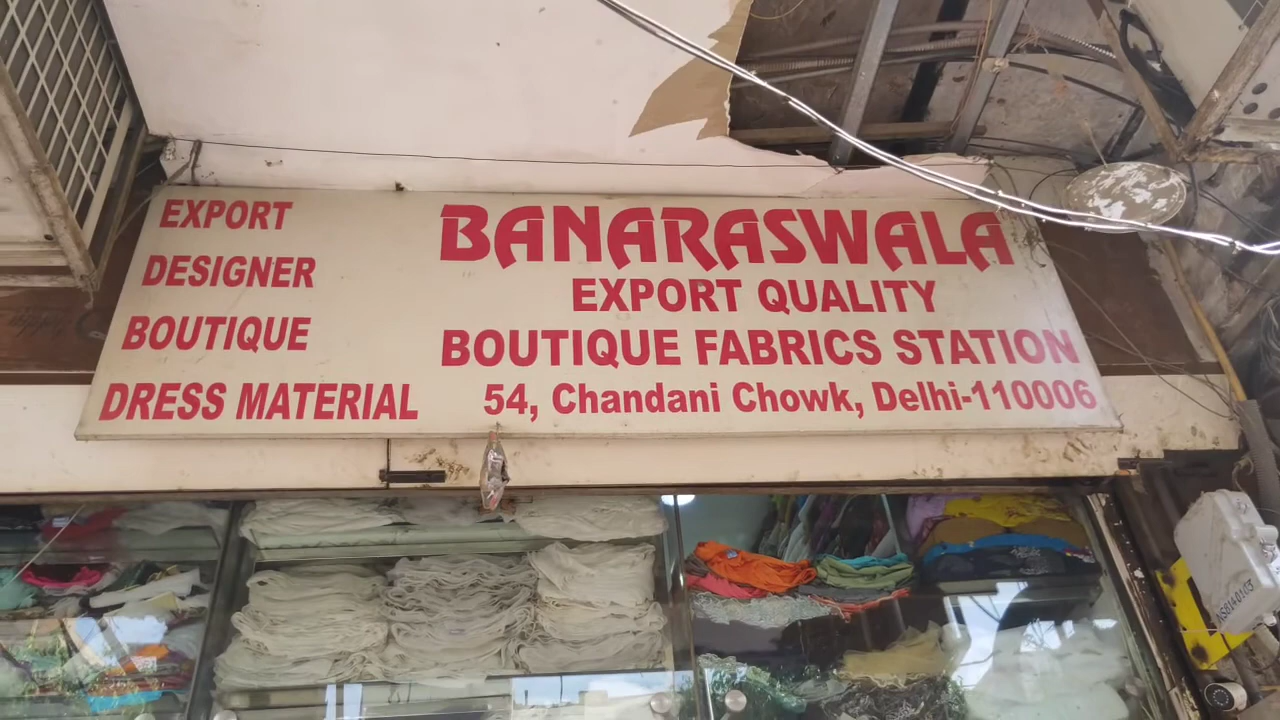 EXPORT
DESIGNER
BOUTIQUE
DRESS MATERIAL
BANARASWALA
EXPORT QUALITY
BOUTIQUE FABRICS STATION
54, Chandani Chowk, Delhi-110006